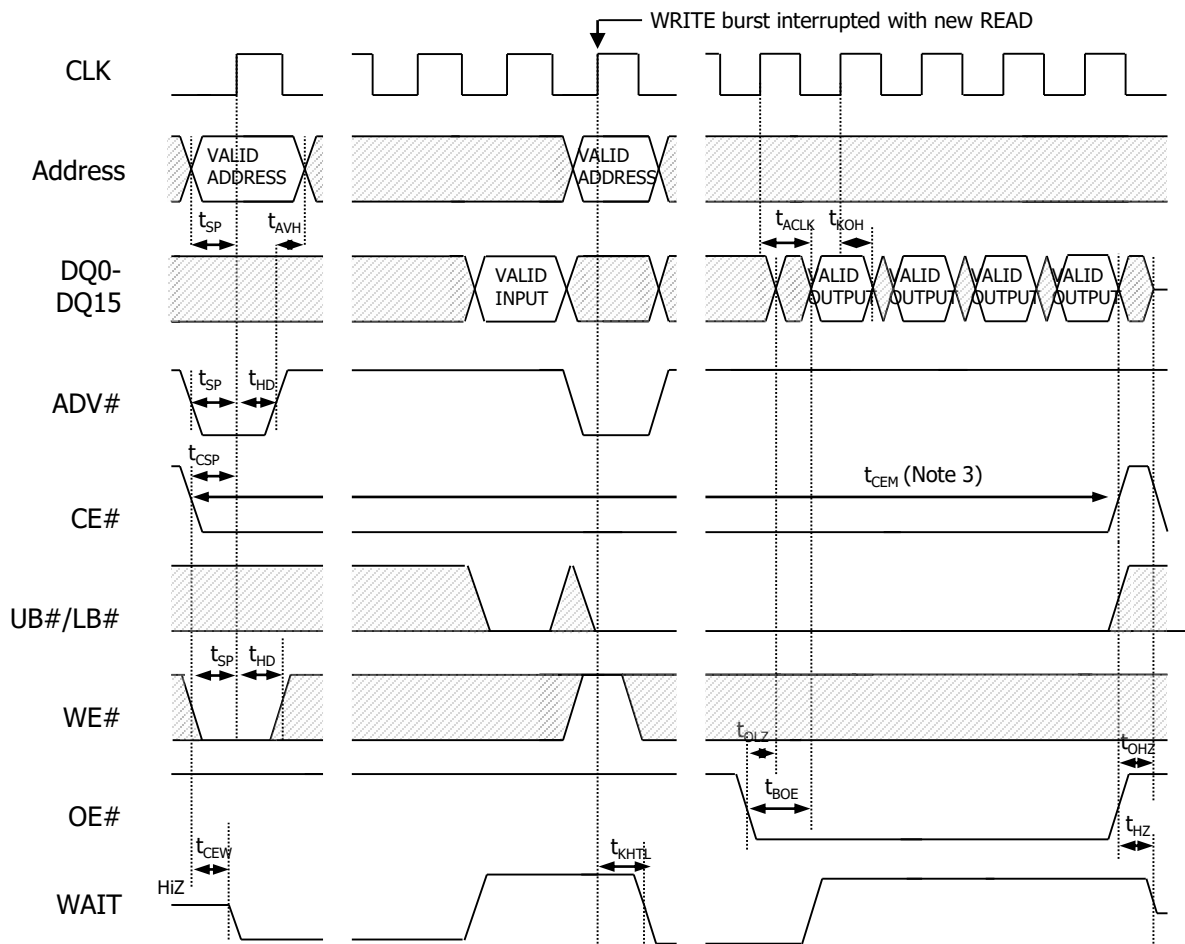 WRITE burst interrupted with new READ
CLK
Address
VALID
ADDRESS
VALID
ADDRESS
tSP
tAVH
tACLK
tKOH
DQ0-
DQ15
VALID
INPUT
VALID
OUTPUT
VALID
OUTPUT
VALID
OUTPUT
VALID
OUTPUT
ADV#
tSP
tHD
tCSP
CE#
tCEM (Note 3)
UB#/LB#
tSP
tHD
WE#
tOLZ
tOHZ
OE#
tBOE
tCEW
tKHTL
tHZ
HiZ
WAIT